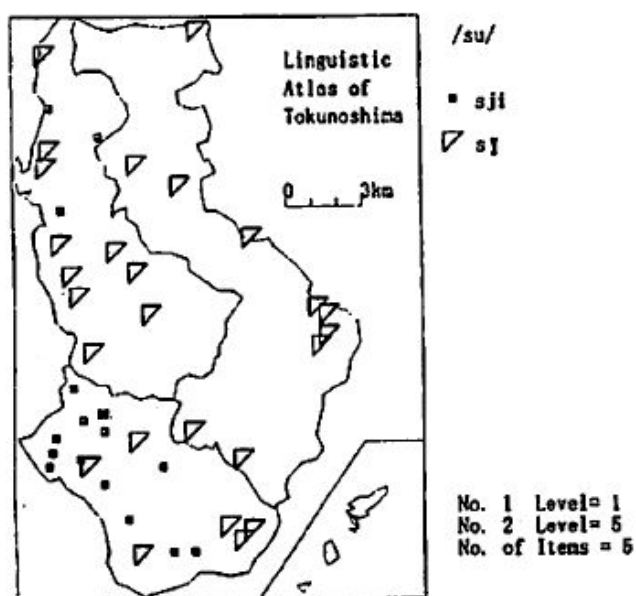 Linguistic
Atlas of
Tokunoshima
0 3km
/su/
sji
sɪ̈
No. 1 Level= 1
No. 2 Level= 5
No. of Items = 5